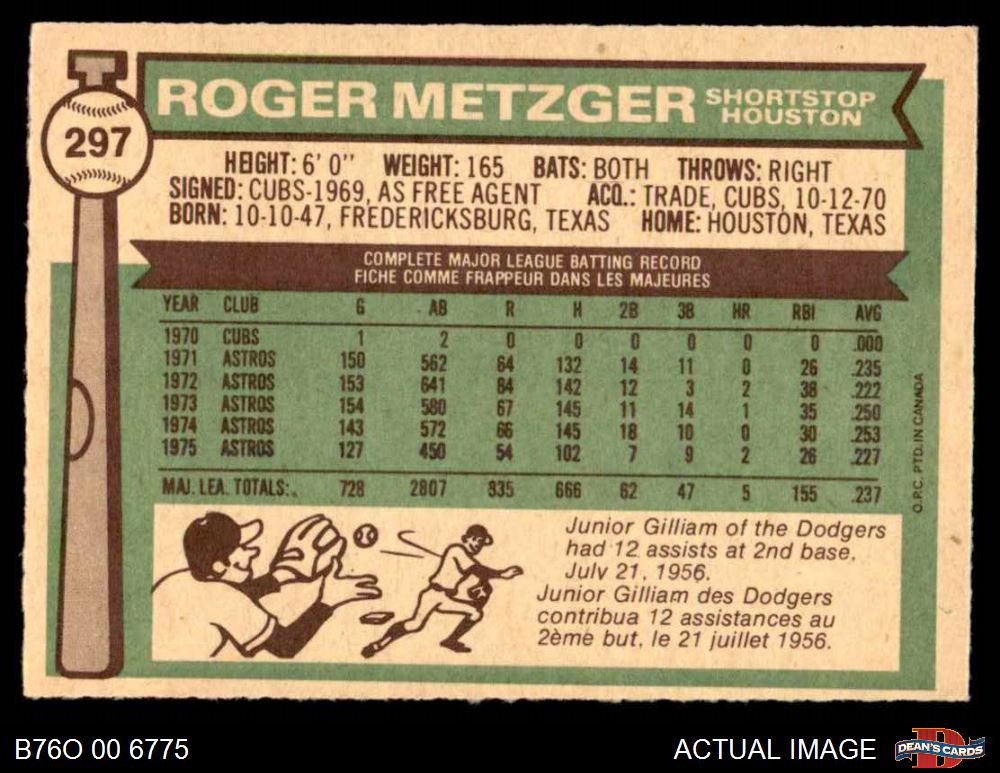 ROGER METZGER SHORTSTOP HOUSTON
297
HEIGHT: 6' 0" WEIGHT: 165 BATS: BOTH THROWS: RIGHT
SIGNED: CUBS-1969, AS FREE AGENT ACQ.: TRADE, CUBS, 10-12-70
BORN: 10-10-47, FREDERICKSBURG, TEXAS HOME: HOUSTON, TEXAS
COMPLETE MAJOR LEAGUE BATTING RECORD
FICHE COMME FRAPPEUR DANS LES MAJEURES
YEAR CLUB G AB R H 2B 3B HR RBI AVG
1970 CUBS 1 2 0 0 0 0 0 0 .000
1971 ASTROS 150 562 64 132 14 11 0 26 .235
1972 ASTROS 153 641 84 142 12 3 2 38 .222
1973 ASTROS 154 580 67 145 11 14 1 35 .250
1974 ASTROS 143 572 66 145 18 10 0 30 .253
1975 ASTROS 127 450 54 102 7 9 2 26 .227
MAJ. LEA. TOTALS: 728 2807 335 666 62 47 5 155 .237
O.P.C. PTD. IN CANADA
Junior Gilliam of the Dodgers
had 12 assists at 2nd base,
July 21, 1956.
Junior Gilliam des Dodgers
contribua 12 assistances au
2ème but, le 21 juillet 1956.
B76O 00 6775
ACTUAL IMAGE
DEAN'S CARDS